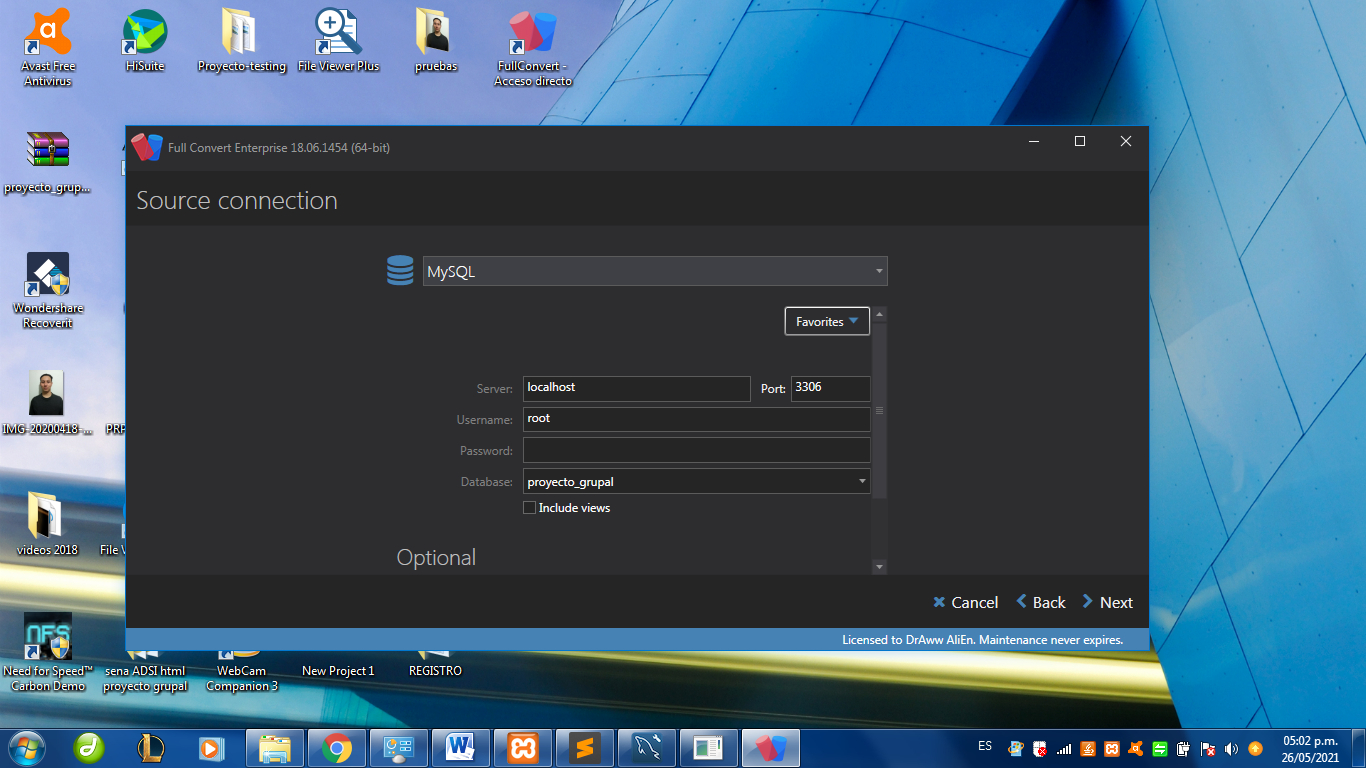 Avast Free
Antivirus
HiSuite
Proyecto-testing
File Viewer Plus
pruebas
FullConvert -
Acceso directo
proyecto_grup...
Full Convert Enterprise 18.06.1454 (64-bit)
Source connection
MySQL
Favorites
Server:
localhost
Port:
3306
Username:
root
Password:
Database:
proyecto_grupal
Include views
Optional
Cancel
Back
Next
Licensed to DrAww AliEn. Maintenance never expires.
Wondershare
Recoverit
IMG-20200418-...
PRP
videos 2018
File V
NFS
Need for Speed™
Carbon Demo
sena ADSI html
proyecto grupal
WebCam
Companion 3
New Project 1
REGISTRO
ES
05:02 p.m.
26/05/2021